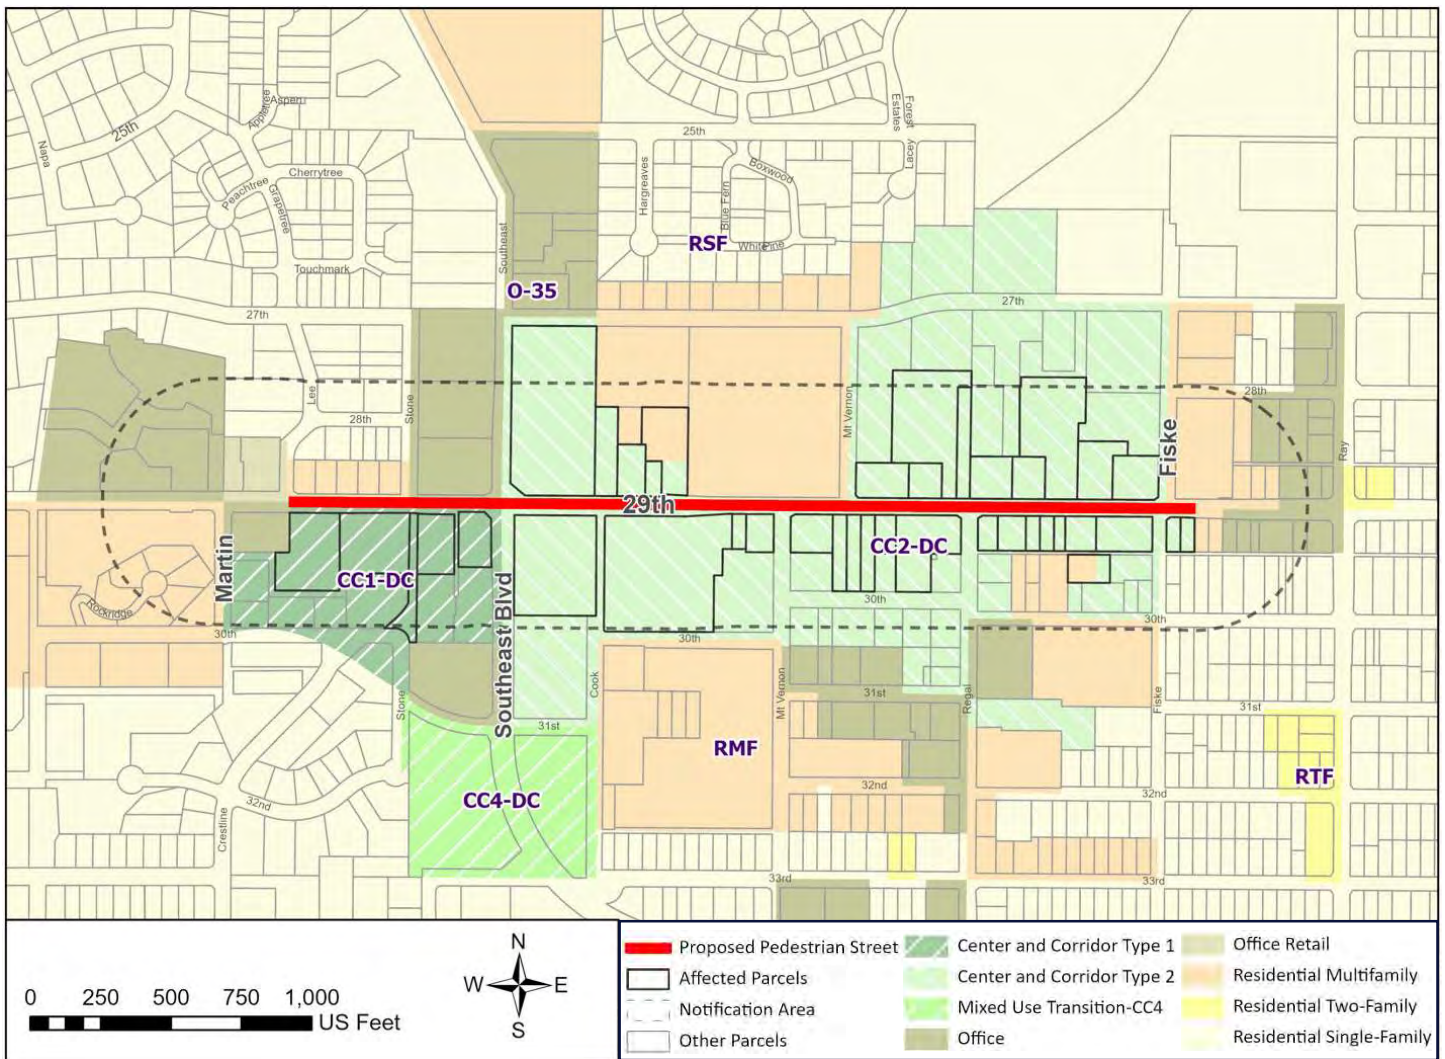 Aspen
Appletree
25th
Napa
Forest
Estates
25th
Lacey
Hargreaves
Boxwood
Cherrytree
Peachtree
Grapetree
Blue Fern
RSF
WhitePine
Southeast
Touchmark
O-35
27th
27th
Lee
28th
Stone
Mt Vernon
28th
Fiske
Ray
29th
Martin
CC1-DC
CC2-DC
Southeast Blvd
Rockridge
30th
30th
30th
30th
Stone
Cook
Mt Vernon
31st
Regal
Fiske
31st
31st
RMF
RTF
CC4-DC
32nd
32nd
32nd
Crestline
33rd
33rd
0 250 500 750 1,000
US Feet
N
W E
S
Proposed Pedestrian Street
Affected Parcels
Notification Area
Other Parcels
Center and Corridor Type 1
Center and Corridor Type 2
Mixed Use Transition-CC4
Office
Office Retail
Residential Multifamily
Residential Two-Family
Residential Single-Family